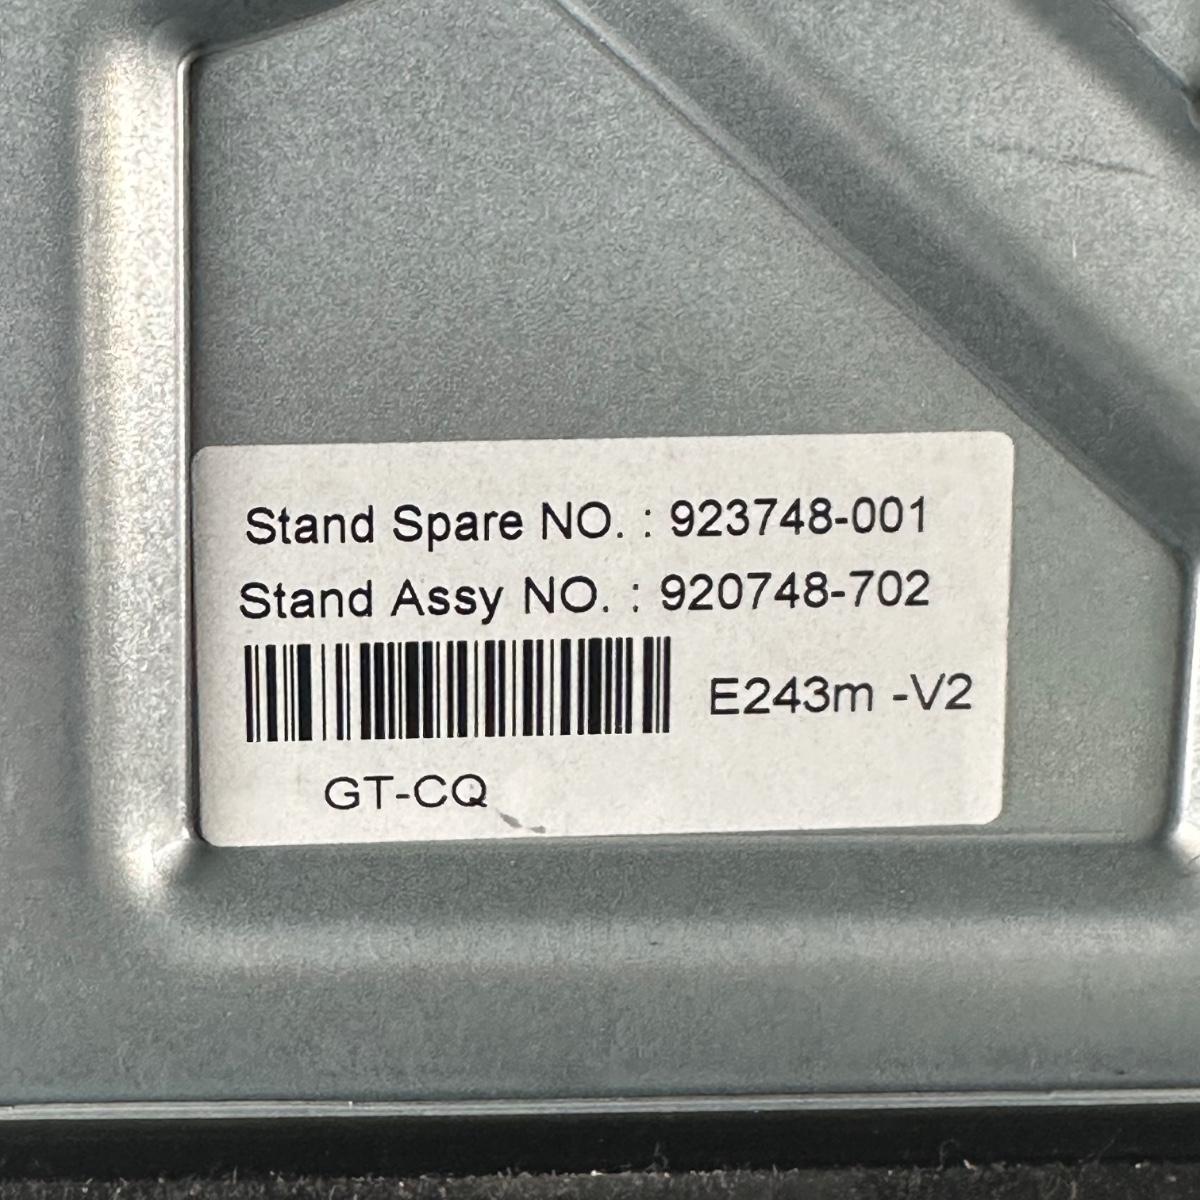 Stand Spare NO. : 923748-001
Stand Assy NO. : 920748-702
E243m -V2
GT-CQ